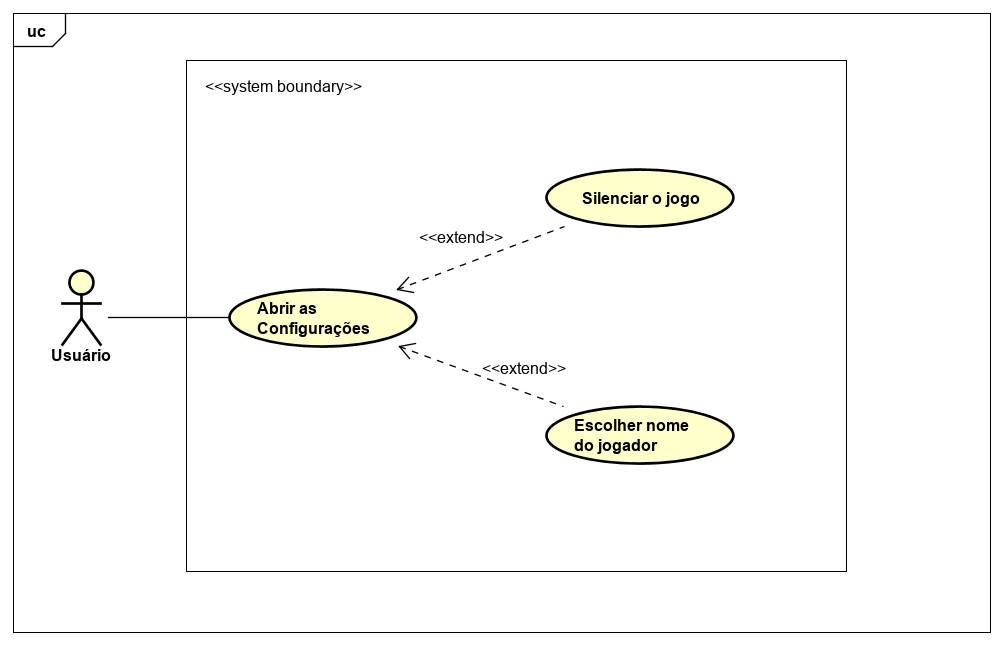 uc
<<system boundary>>
Silenciar o jogo
<<extend>>
Abrir as
Configurações
Usuário
<<extend>>
Escolher nome
do jogador